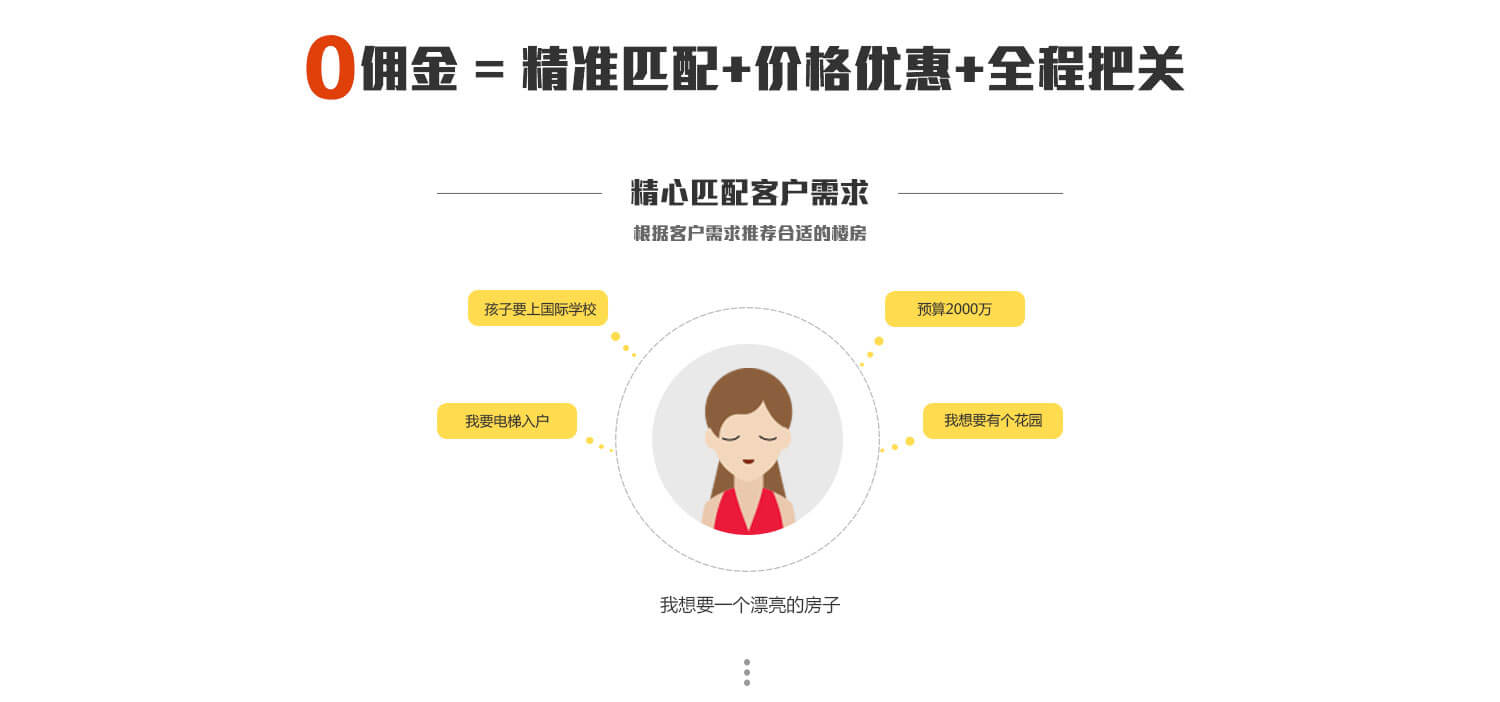 0佣金 = 精准匹配+价格优惠+全程把关
精心匹配客户需求
根据客户需求推荐合适的楼房
孩子要上国际学校
预算2000万
我要电梯入户
我想要有个花园
我想要一个漂亮的房子